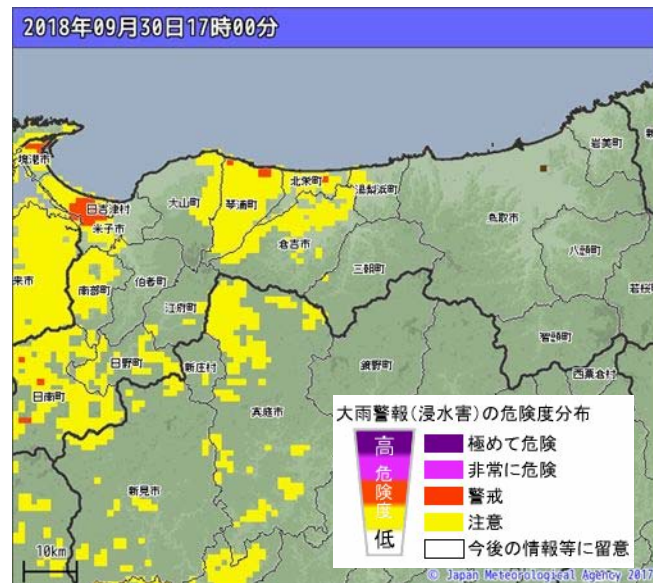 2018年09月30日17時00分
境港市
岩美町
日吉津村
大山町
琴浦町
北栄町
湯梨浜町
鳥取市
米子市
倉吉市
八頭町
三朝町
来市
南部町
伯耆町
若桜町
江府町
智頭町
日野町
新庄村
鏡野町
西粟倉村
日南町
真庭市
新見市
大雨警報(浸水害)の危険度分布
高
危
険
度
低
極めて危険
非常に危険
警戒
注意
今後の情報等に留意
10km
© Japan Meteorological Agency 2017